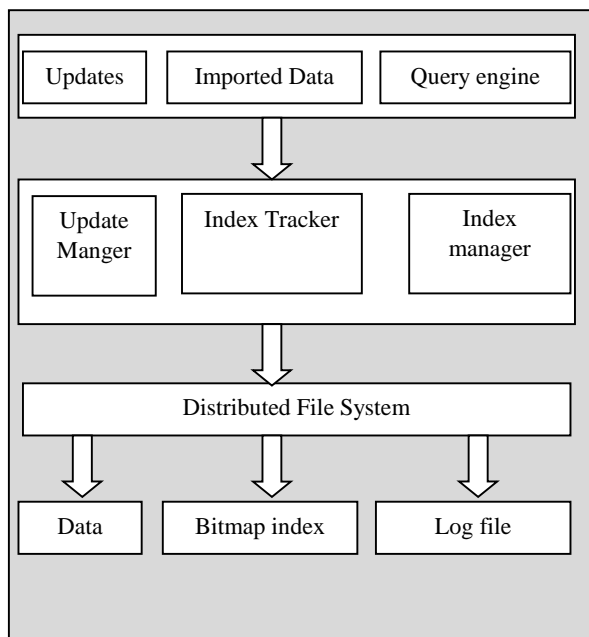 Updates
Imported Data
Query engine
Update
Manger
Index Tracker
Index
manager
Distributed File System
Data
Bitmap index
Log file